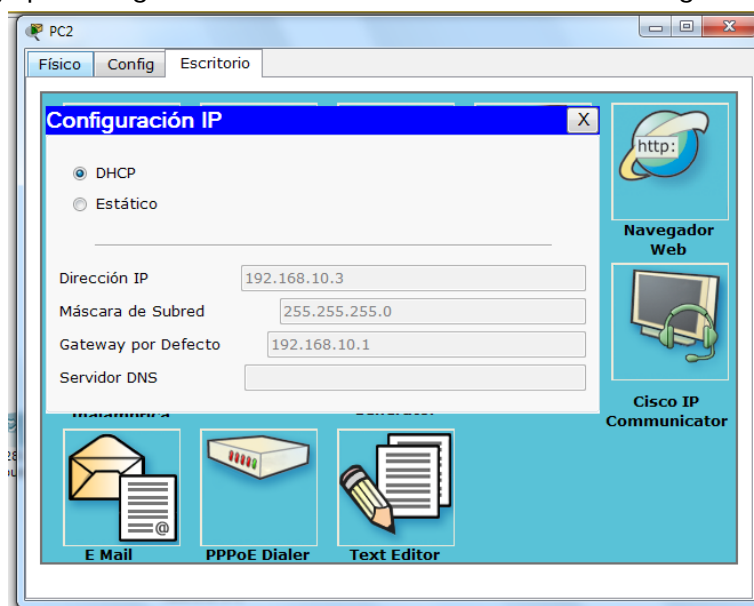 PC2
Físico Config Escritorio
Configuración IP X
http:
DHCP
Estático
Navegador
Web
Dirección IP 192.168.10.3
Máscara de Subred 255.255.255.0
Gateway por Defecto 192.168.10.1
Servidor DNS
Cisco IP
Communicator
@
E Mail PPPoE Dialer Text Editor